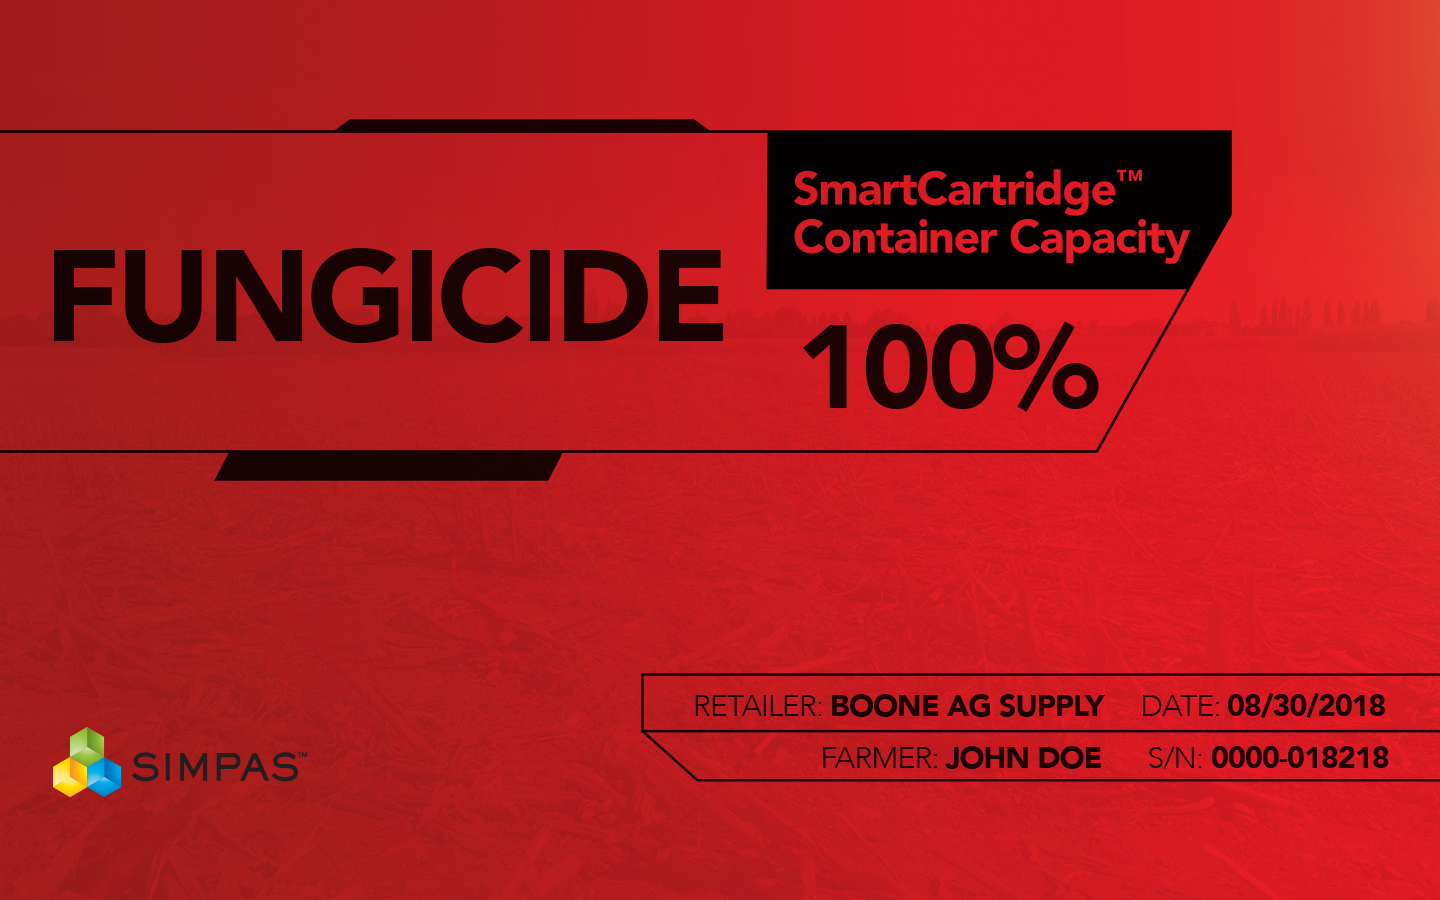 FUNGICIDE
SmartCartridge™
Container Capacity
100%
RETAILER: BOONE AG SUPPLY DATE: 08/30/2018
FARMER: JOHN DOE S/N: 0000-018218
SIMPAS™